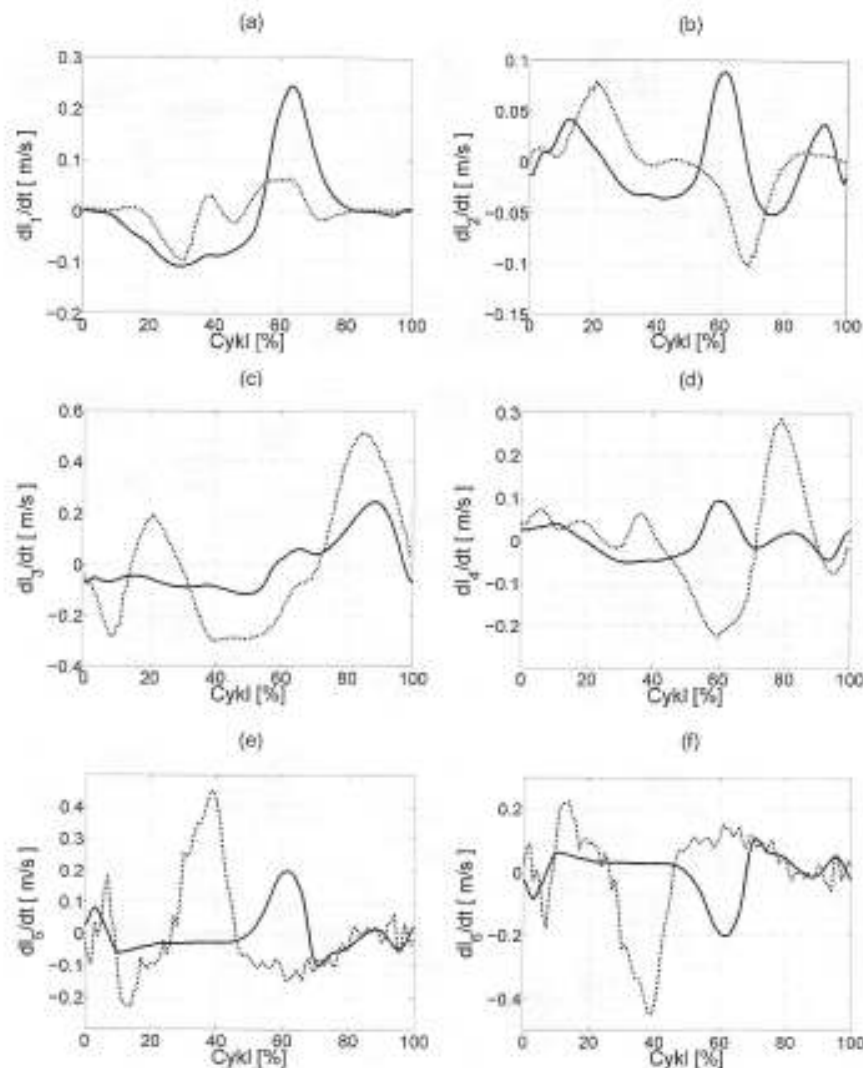 (a)
(b)
dl1/dt [ m/s]
0.3
0.2
0.1
0
−0.1
−0.2
0 20 40 60 80 100
Cykl [%]
dl2/dt [ m/s]
0.1
0.05
0
−0.05
−0.1
−0.15
0 20 40 60 80 100
Cykl [%]
(c)
(d)
dl3/dt [ m/s]
0.6
0.4
0.2
0
−0.2
−0.4
0 20 40 60 80 100
Cykl [%]
dl4/dt [ m/s]
0.3
0.2
0.1
0
−0.1
−0.2
0 20 40 60 80 100
Cykl [%]
(e)
(f)
dl5/dt [ m/s]
0.4
0.3
0.2
0.1
0
−0.1
−0.2
0 20 40 60 80 100
Cykl [%]
dl6/dt [ m/s]
0.2
0
−0.2
−0.4
0 20 40 60 80 100
Cykl [%]